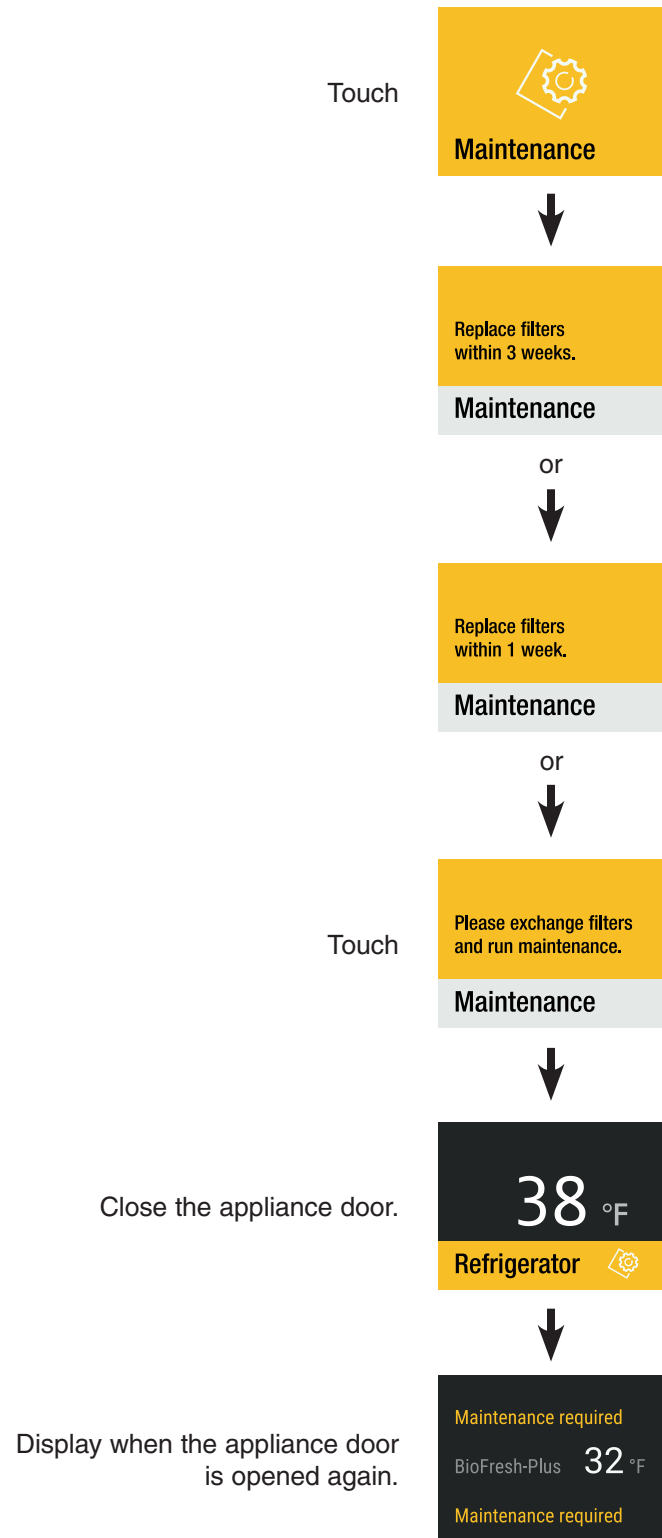 Touch
Maintenance
Replace filters
within 3 weeks.
Maintenance
or
Replace filters
within 1 week.
Maintenance
or
Touch
Please exchange filters
and run maintenance.
Maintenance
Close the appliance door.
38 °F
Refrigerator
Display when the appliance door
is opened again.
Maintenance required
BioFresh-Plus 32 °F
Maintenance required